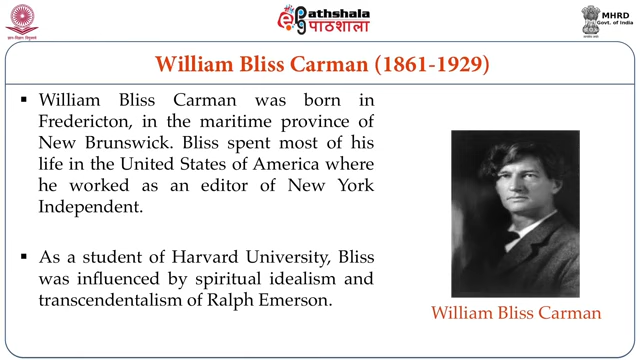 Pathshala
पाठशाला
MHRD
Govt. of India
William Bliss Carman (1861-1929)
▪ William Bliss Carman was born in
Fredericton, in the maritime province of
New Brunswick. Bliss spent most of his
life in the United States of America where
he worked as an editor of New York
Independent.
▪ As a student of Harvard University, Bliss
was influenced by spiritual idealism and
transcendentalism of Ralph Emerson.
William Bliss Carman